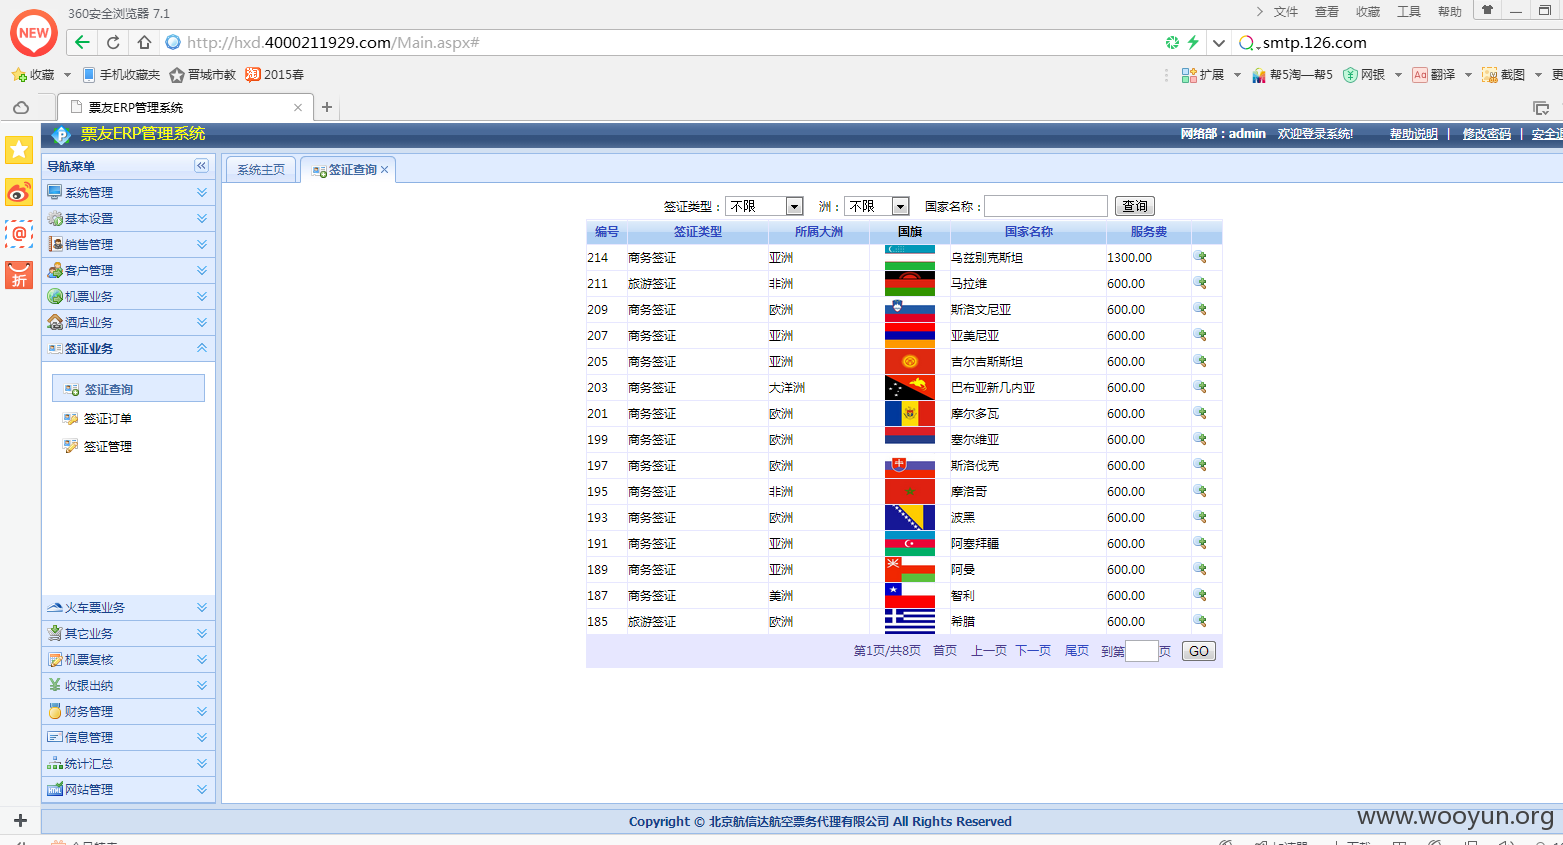 360安全浏览器 7.1
文件 查看 收藏 工具 帮助
NEW
http://hxd.4000211929.com/Main.aspx#
smtp.126.com
收藏 手机收藏夹 晋城市教 淘 2015春
扩展 帮5淘—帮5 网银 Aa 翻译 截图 更
票友ERP管理系统
票友ERP管理系统
网络部：admin 欢迎登录系统! 帮助说明 | 修改密码 | 安全退
导航菜单
系统管理
基本设置
销售管理
客户管理
机票业务
酒店业务
签证业务
签证查询
签证订单
签证管理
火车票业务
其它业务
机票复核
收银出纳
财务管理
信息管理
统计汇总
网站管理
折
系统主页 签证查询
签证类型： 不限 洲： 不限 国家名称： 查询
编号 签证类型 所属大洲 国旗 国家名称 服务费
214 商务签证 亚洲 乌兹别克斯坦 1300.00
211 旅游签证 非洲 马拉维 600.00
209 商务签证 欧洲 斯洛文尼亚 600.00
207 商务签证 亚洲 亚美尼亚 600.00
205 商务签证 亚洲 吉尔吉斯斯坦 600.00
203 商务签证 大洋洲 巴布亚新几内亚 600.00
201 商务签证 欧洲 摩尔多瓦 600.00
199 商务签证 欧洲 塞尔维亚 600.00
197 商务签证 欧洲 斯洛伐克 600.00
195 商务签证 非洲 摩洛哥 600.00
193 商务签证 欧洲 波黑 600.00
191 商务签证 亚洲 阿塞拜疆 600.00
189 商务签证 亚洲 阿曼 600.00
187 商务签证 美洲 智利 600.00
185 旅游签证 欧洲 希腊 600.00
第1页/共8页 首页 上一页 下一页 尾页 到第 页 GO
Copyright © 北京航信达航空票务代理有限公司 All Rights Reserved
www.wooyun.org